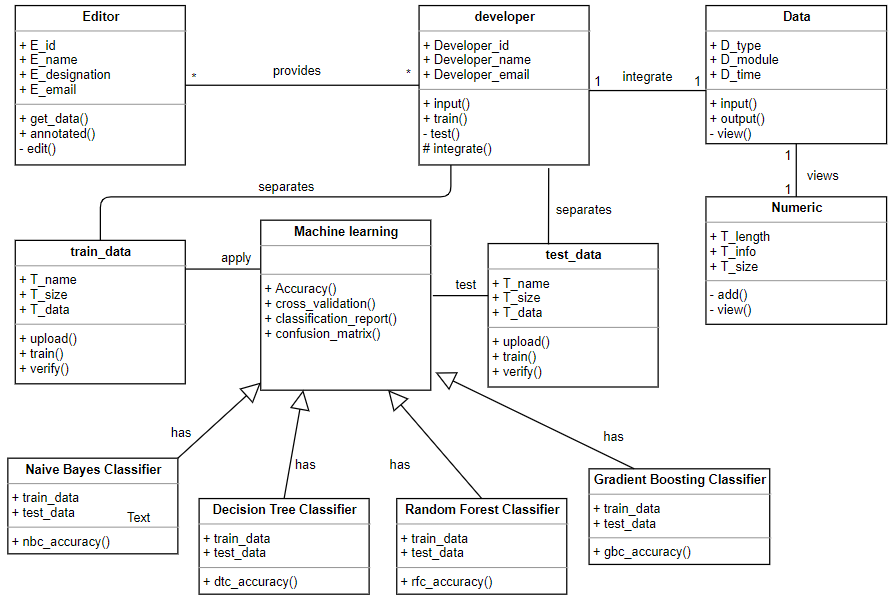 Editor
+ E_id
+ E_name
+ E_designation
+ E_email
+ get_data()
+ annotated()
- edit()
*
provides
*
developer
+ Developer_id
+ Developer_name
+ Developer_email
+ input()
+ train()
- test()
# integrate()
1
integrate
1
Data
+ D_type
+ D_module
+ D_time
+ input()
+ output()
- view()
1
views
1
Numeric
+ T_length
+ T_info
+ T_size
- add()
- view()
separates
separates
train_data
+ T_name
+ T_size
+ T_data
+ upload()
+ train()
+ verify()
apply
Machine learning
+ Accuracy()
+ cross_validation()
+ classification_report()
+ confusion_matrix()
test
test_data
+ T_name
+ T_size
+ T_data
+ upload()
+ train()
+ verify()
has
has
has
has
Naive Bayes Classifier
+ train_data
+ test_data
Text
+ nbc_accuracy()
Decision Tree Classifier
+ train_data
+ test_data
+ dtc_accuracy()
Random Forest Classifier
+ train_data
+ test_data
+ rfc_accuracy()
Gradient Boosting Classifier
+ train_data
+ test_data
+ gbc_accuracy()